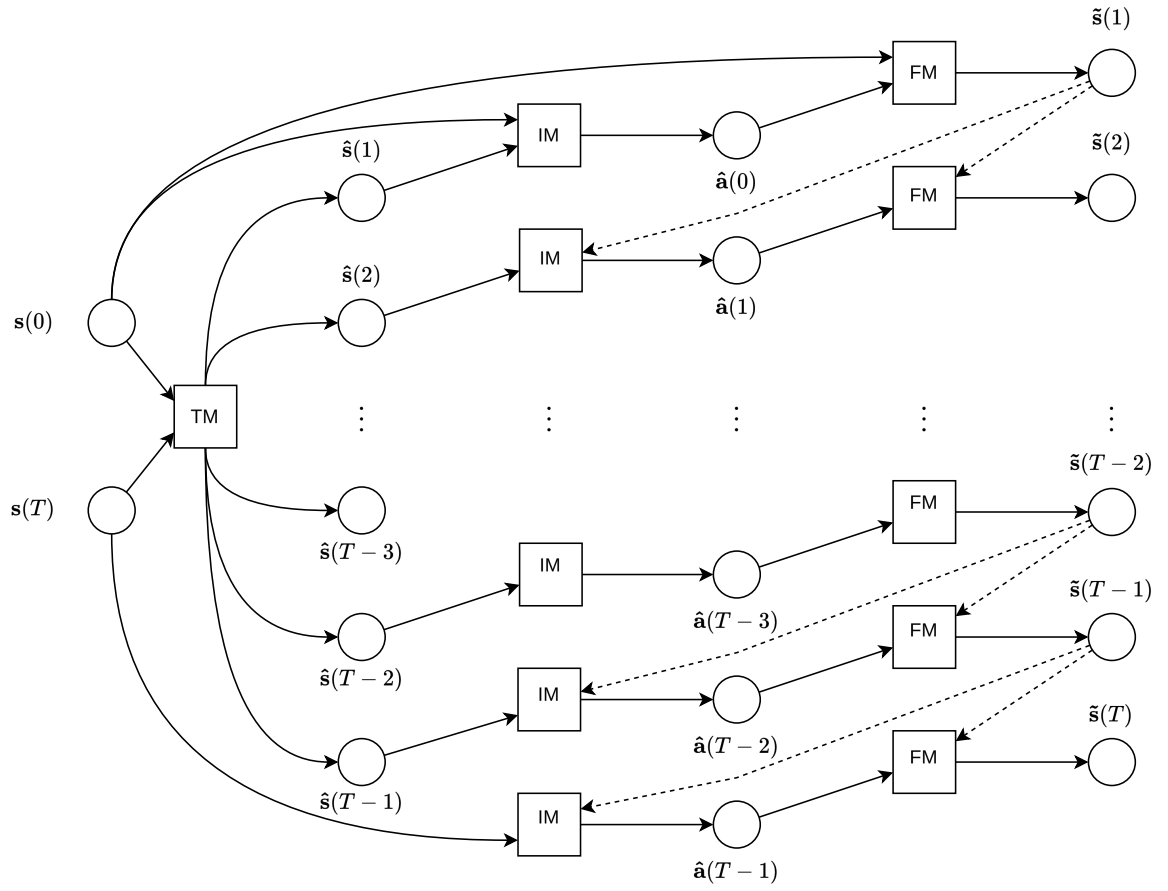 s̃(1)
FM
IM
ŝ(1)
s̃(2)
â(0)
FM
IM
ŝ(2)
â(1)
s(0)
TM
⋮ ⋮ ⋮ ⋮ ⋮
s̃(T − 2)
s(T)
FM
ŝ(T − 3)
IM
s̃(T − 1)
â(T − 3)
FM
ŝ(T − 2)
IM
s̃(T)
â(T − 2)
FM
ŝ(T − 1)
IM
â(T − 1)